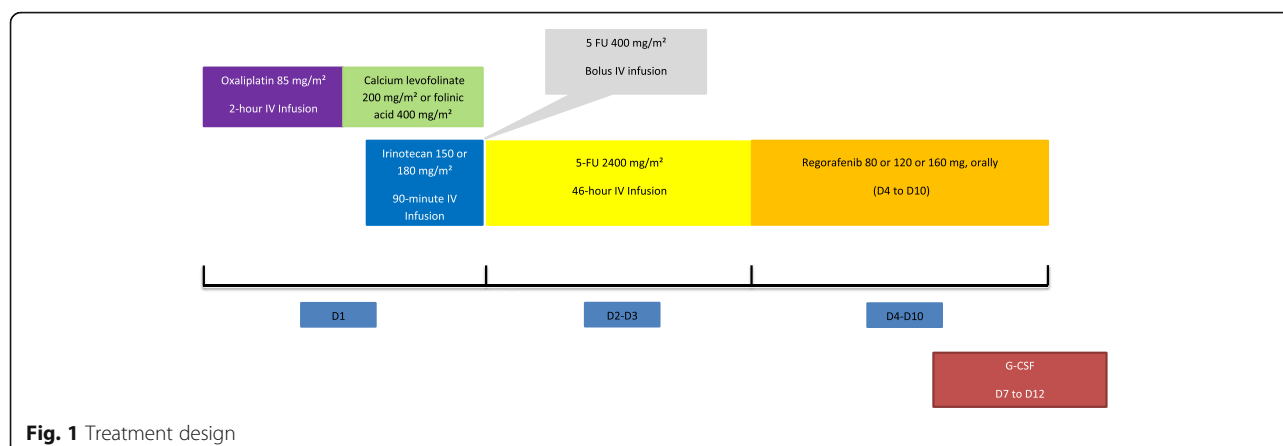 5 FU 400 mg/m²
Bolus IV infusion
Oxaliplatin 85 mg/m²
2-hour IV Infusion
Calcium levofolinate
200 mg/m² or folinic
acid 400 mg/m²
Irinotecan 150 or
180 mg/m²
90-minute IV
Infusion
5-FU 2400 mg/m²
46-hour IV Infusion
Regorafenib 80 or 120 or 160 mg, orally
(D4 to D10)
D1
D2-D3
D4-D10
G-CSF
D7 to D12
Fig. 1 Treatment design